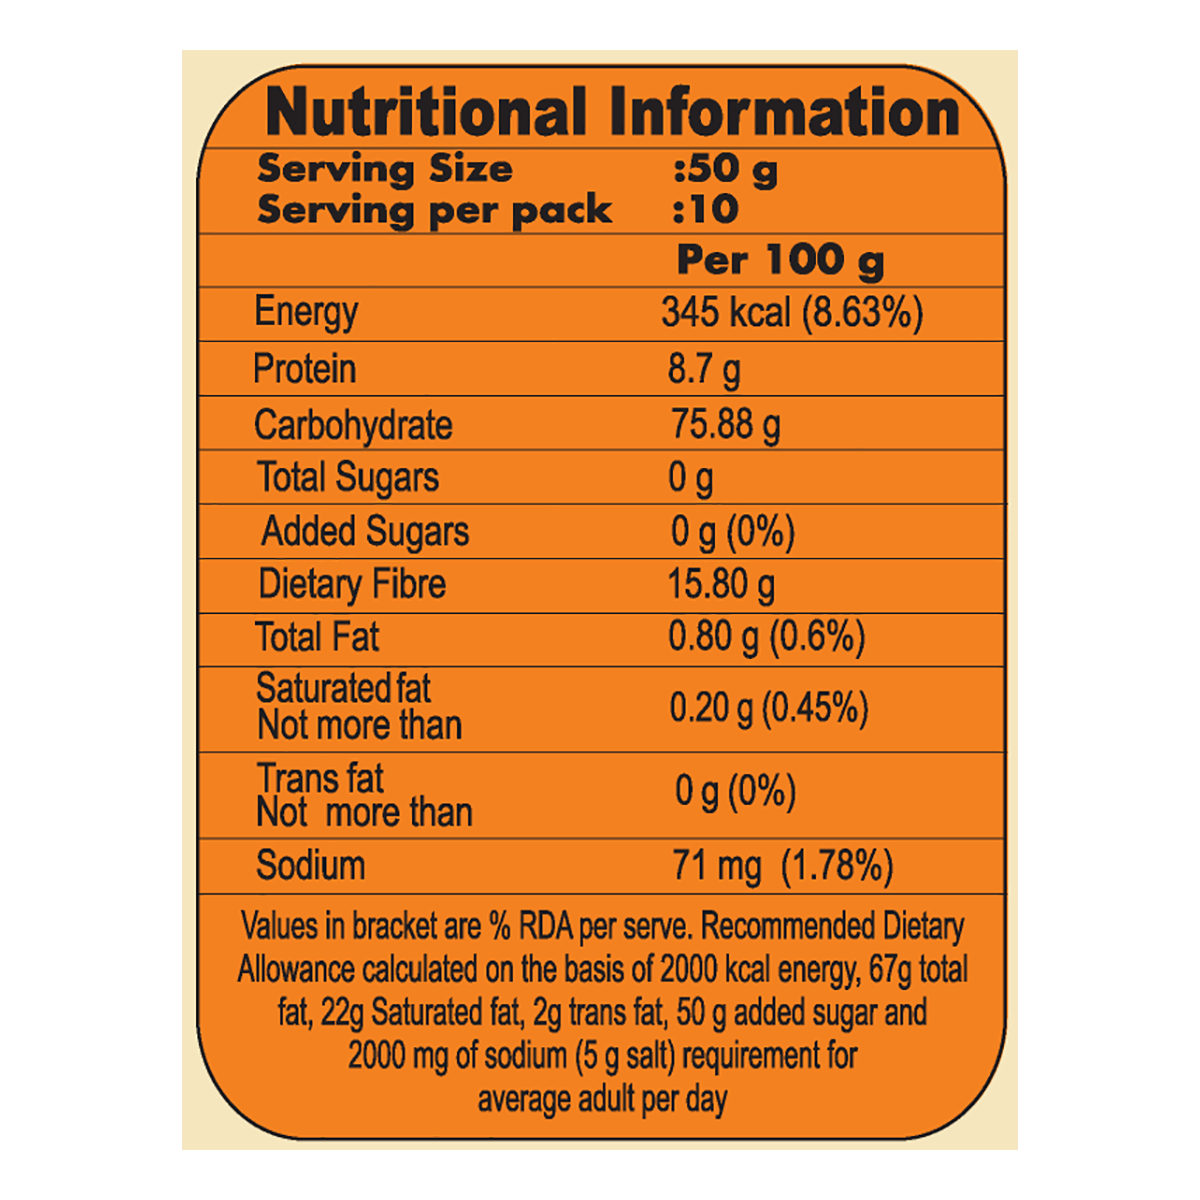 Nutritional Information
Serving Size :50 g
Serving per pack :10
Per 100 g
Energy 345 kcal (8.63%)
Protein 8.7 g
Carbohydrate 75.88 g
Total Sugars 0 g
Added Sugars 0 g (0%)
Dietary Fibre 15.80 g
Total Fat 0.80 g (0.6%)
Saturated fat
Not more than 0.20 g (0.45%)
Trans fat
Not more than 0 g (0%)
Sodium 71 mg (1.78%)
Values in bracket are % RDA per serve. Recommended Dietary
Allowance calculated on the basis of 2000 kcal energy, 67g total
fat, 22g Saturated fat, 2g trans fat, 50 g added sugar and
2000 mg of sodium (5 g salt) requirement for
average adult per day